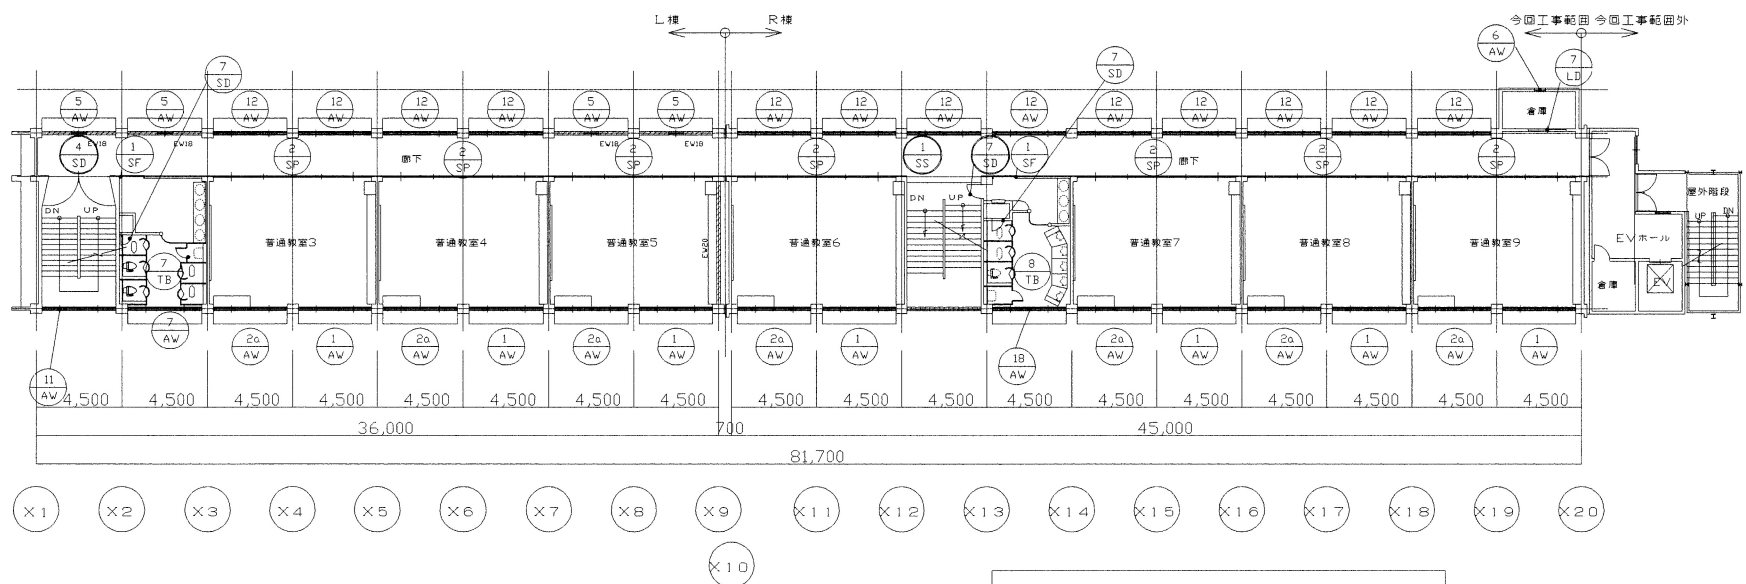 L棟 R棟
今回工事範囲 今回工事範囲外
6 AW
7 LD
7 SD
7 SD
5 AW
5 AW
12 AW
12 AW
12 AW
12 AW
5 AW
5 AW
12 AW
12 AW
12 AW
12 AW
12 AW
12 AW
12 AW
12 AW
12 AW
倉庫
EW18 EW18 EW18 EW18
4 SD
1 SF
2 SP
廊下
2 SP
2 SP
2 SP
1 SS
7 SD
1 SF
2 SP
廊下
2 SP
2 SP
DN UP
DN UP
屋外階段
UP DN
普通教室3
普通教室4
普通教室5
EW20
普通教室6
普通教室7
普通教室8
普通教室9
EVホール
7 TB
8 TB
倉庫
EV
7 AW
2a AW
1 AW
2a AW
1 AW
2a AW
1 AW
2a AW
1 AW
18 AW
2a AW
1 AW
2a AW
1 AW
2a AW
1 AW
11 AW
4,500 4,500 4,500 4,500 4,500 4,500 4,500 4,500 4,500 4,500 4,500 4,500 4,500 4,500 4,500 4,500 4,500 4,500
36,000 700 45,000
81,700
X1 X2 X3 X4 X5 X6 X7 X8 X9 X11 X12 X13 X14 X15 X16 X17 X18 X19 X20
X10